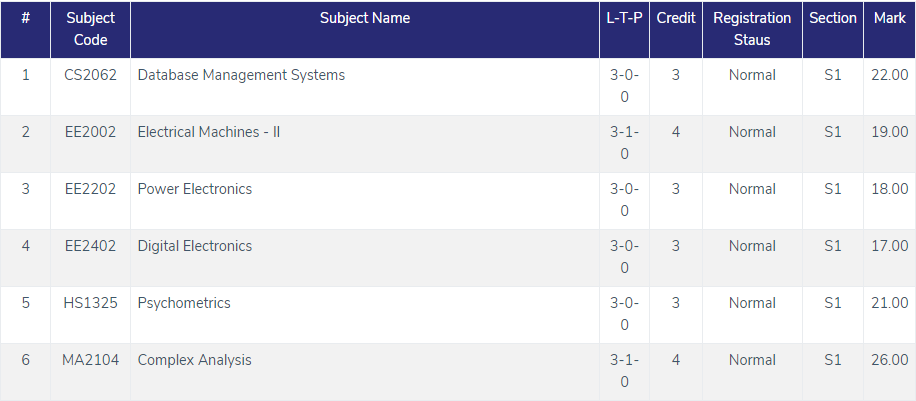 # Subject Code Subject Name L-T-P Credit Registration Staus Section Mark
1 CS2062 Database Management Systems 3-0-0 3 Normal S1 22.00
2 EE2002 Electrical Machines - II 3-1-0 4 Normal S1 19.00
3 EE2202 Power Electronics 3-0-0 3 Normal S1 18.00
4 EE2402 Digital Electronics 3-0-0 3 Normal S1 17.00
5 HS1325 Psychometrics 3-0-0 3 Normal S1 21.00
6 MA2104 Complex Analysis 3-1-0 4 Normal S1 26.00